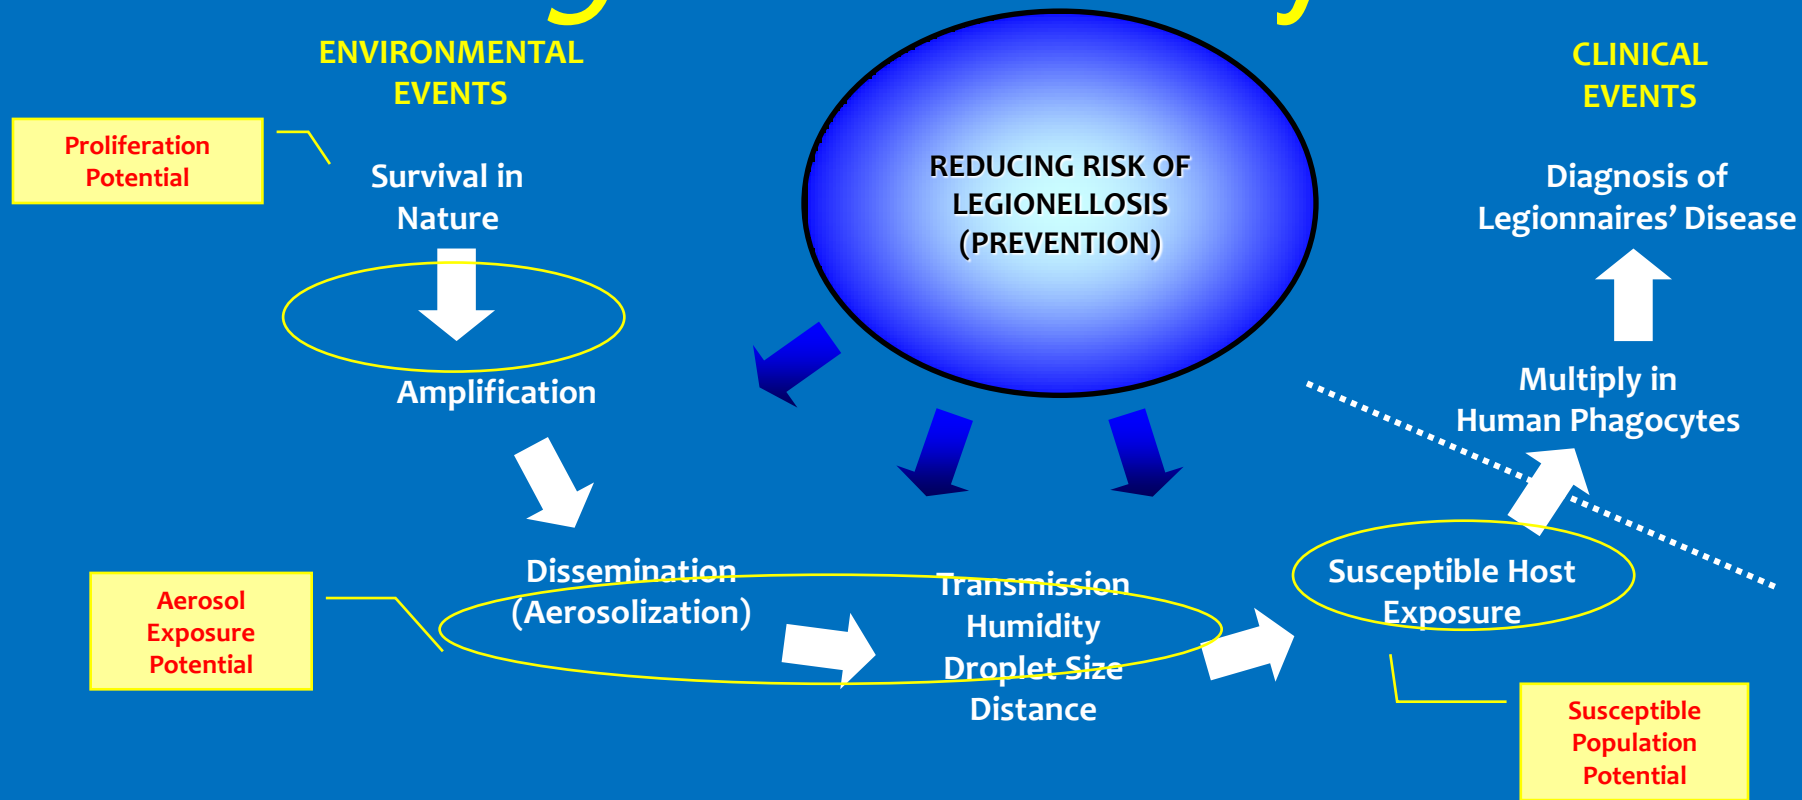 ENVIRONMENTAL
EVENTS
CLINICAL
EVENTS
Proliferation
Potential
Survival in
Nature
REDUCING RISK OF
LEGIONELLOSIS
(PREVENTION)
Diagnosis of
Legionnaires’ Disease
Amplification
Multiply in
Human Phagocytes
Aerosol
Exposure
Potential
Dissemination
(Aerosolization)
Transmission
Humidity
Droplet Size
Distance
Susceptible Host
Exposure
Susceptible
Population
Potential